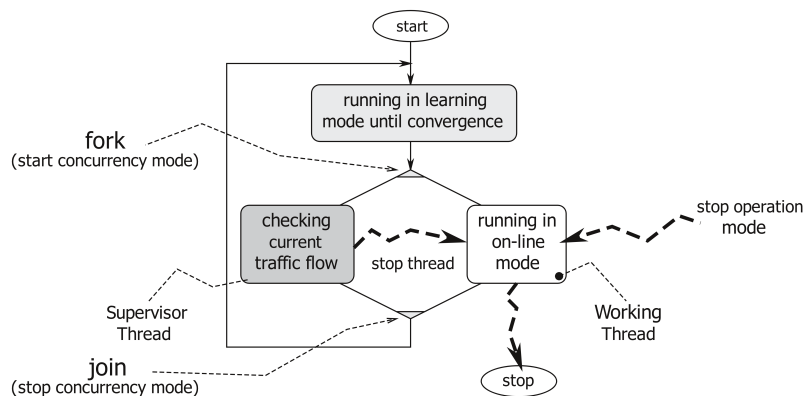 start
running in learning
mode until convergence
fork
(start concurrency mode)
checking
current
traffic flow
stop thread
running in
on-line
mode
stop operation
mode
Supervisor
Thread
Working
Thread
join
(stop concurrency mode)
stop